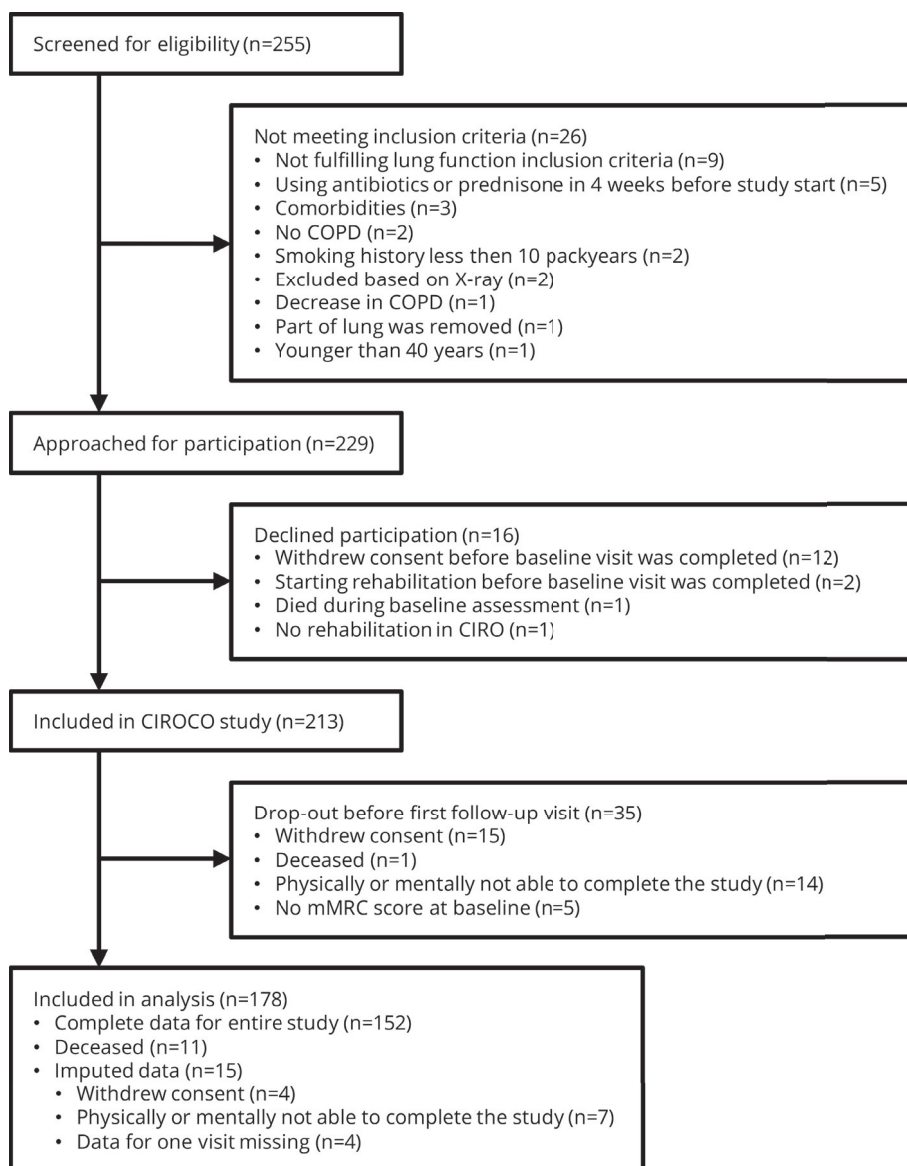 Screened for eligibility (n=255)
Not meeting inclusion criteria (n=26)
• Not fulfilling lung function inclusion criteria (n=9)
• Using antibiotics or prednisone in 4 weeks before study start (n=5)
• Comorbidities (n=3)
• No COPD (n=2)
• Smoking history less then 10 packyears (n=2)
• Excluded based on X-ray (n=2)
• Decrease in COPD (n=1)
• Part of lung was removed (n=1)
• Younger than 40 years (n=1)
Approached for participation (n=229)
Declined participation (n=16)
• Withdrew consent before baseline visit was completed (n=12)
• Starting rehabilitation before baseline visit was completed (n=2)
• Died during baseline assessment (n=1)
• No rehabilitation in CIRO (n=1)
Included in CIROCO study (n=213)
Drop-out before first follow-up visit (n=35)
• Withdrew consent (n=15)
• Deceased (n=1)
• Physically or mentally not able to complete the study (n=14)
• No mMRC score at baseline (n=5)
Included in analysis (n=178)
• Complete data for entire study (n=152)
• Deceased (n=11)
• Imputed data (n=15)
• Withdrew consent (n=4)
• Physically or mentally not able to complete the study (n=7)
• Data for one visit missing (n=4)